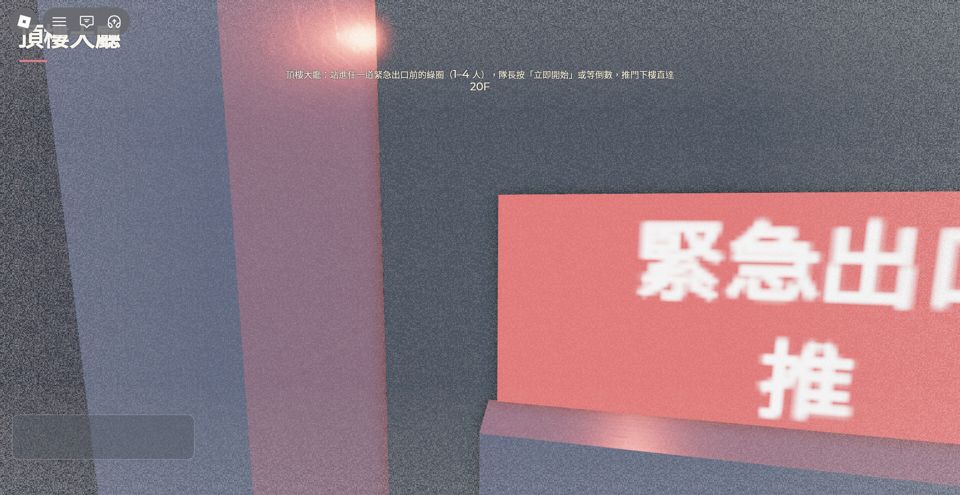 頂樓大廳
頂樓大廳：站進任一道緊急出口前的綠圈（1–4 人），隊長按「立即開始」或等倒數，推門下樓直達
20F
緊急出口
推